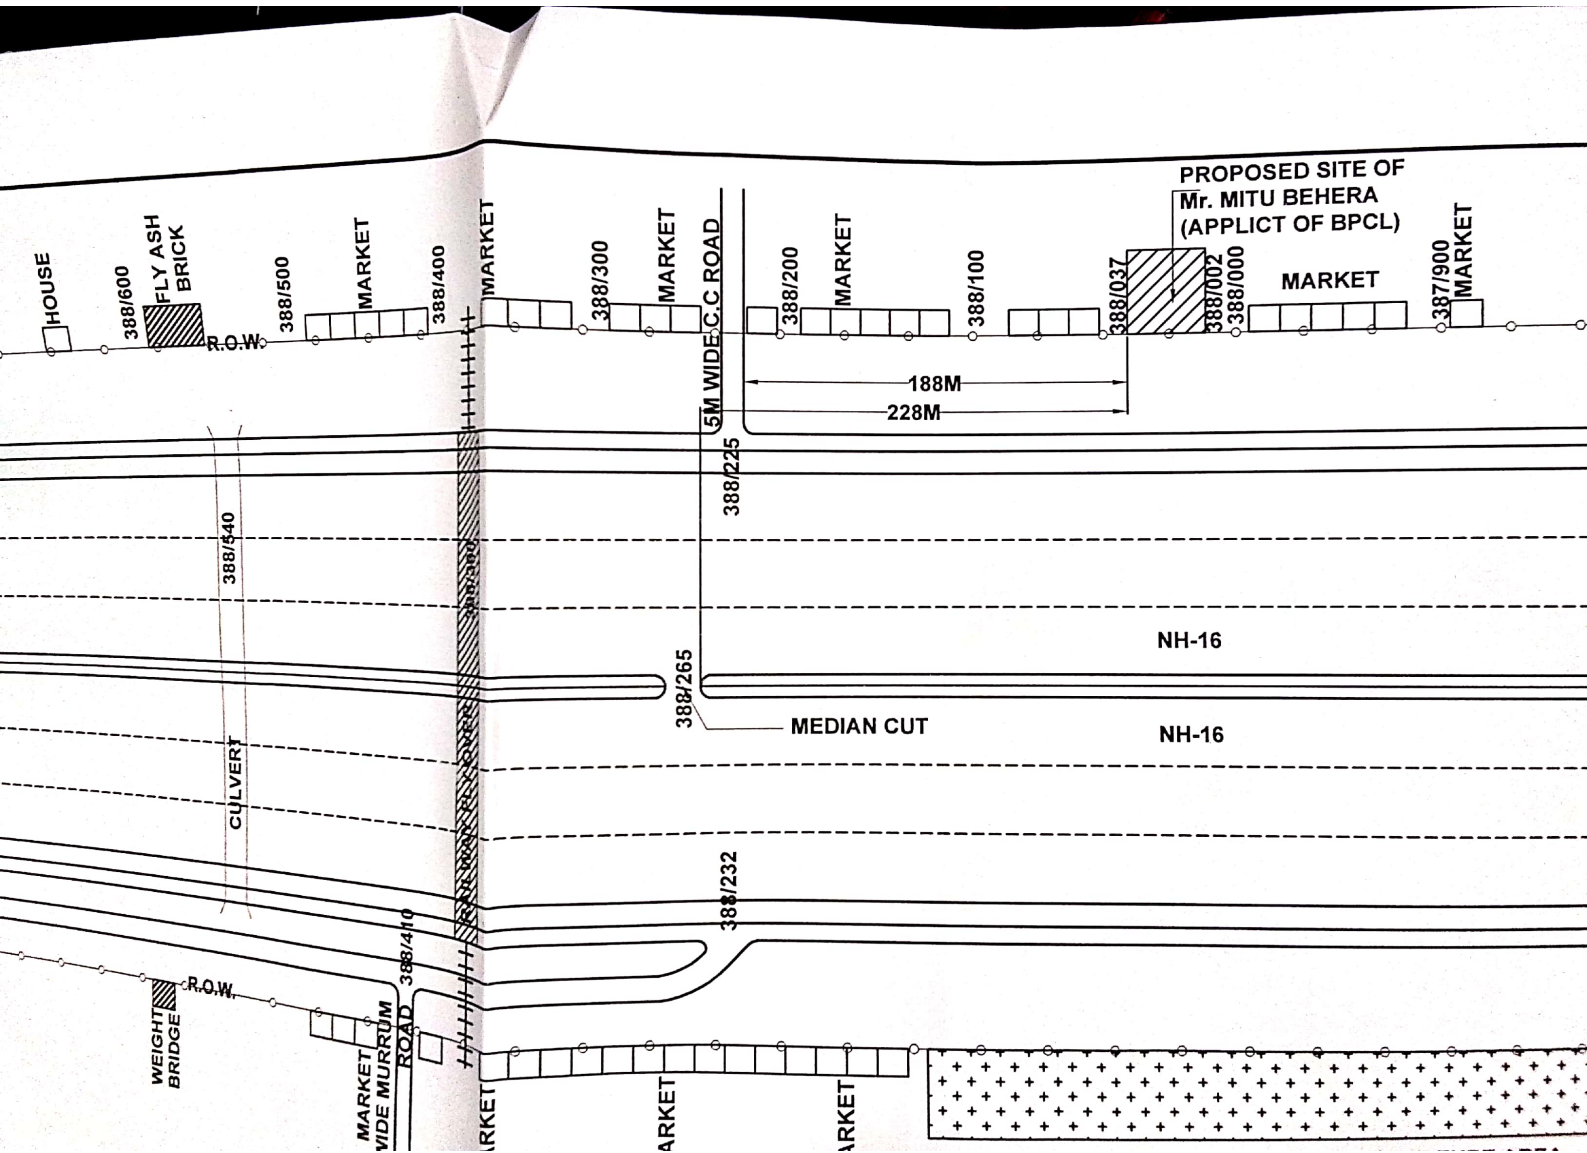 PROPOSED SITE OF
Mr. MITU BEHERA
(APPLICT OF BPCL)
HOUSE
388/600
FLY ASH
BRICK
R.O.W.
388/500
MARKET
388/400
MARKET
388/300
MARKET
5M WIDE C.C ROAD
388/200
MARKET
388/100
388/037
388/002
388/000
MARKET
387/900
MARKET
188M
228M
388/225
388/540
CULVERT
NH-16
388/265
MEDIAN CUT
NH-16
388/232
388/410
R.O.W.
WEIGHT
BRIDGE
MARKET
WIDE MURRUM
ROAD
ARKET
ARKET
ARKET